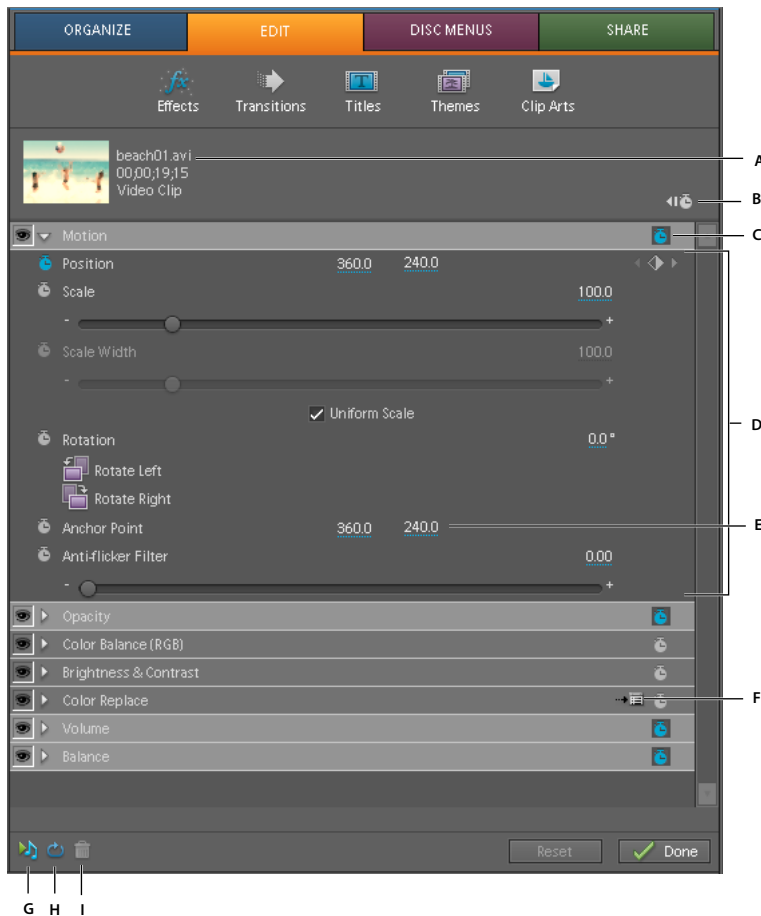 ORGANIZE EDIT DISC MENUS SHARE
Effects Transitions Titles Themes Clip Arts
beach01.avi
00;00;19;15
Video Clip
A
B
Motion
C
Position 360.0 240.0
Scale 100.0
- +
Scale Width 100.0
- +
Uniform Scale
D
Rotation 0.0 °
Rotate Left
Rotate Right
Anchor Point 360.0 240.0
E
Anti-flicker Filter 0.00
- +
Opacity
Color Balance (RGB)
Brightness & Contrast
Color Replace
F
Volume
Balance
Reset Done
G H I